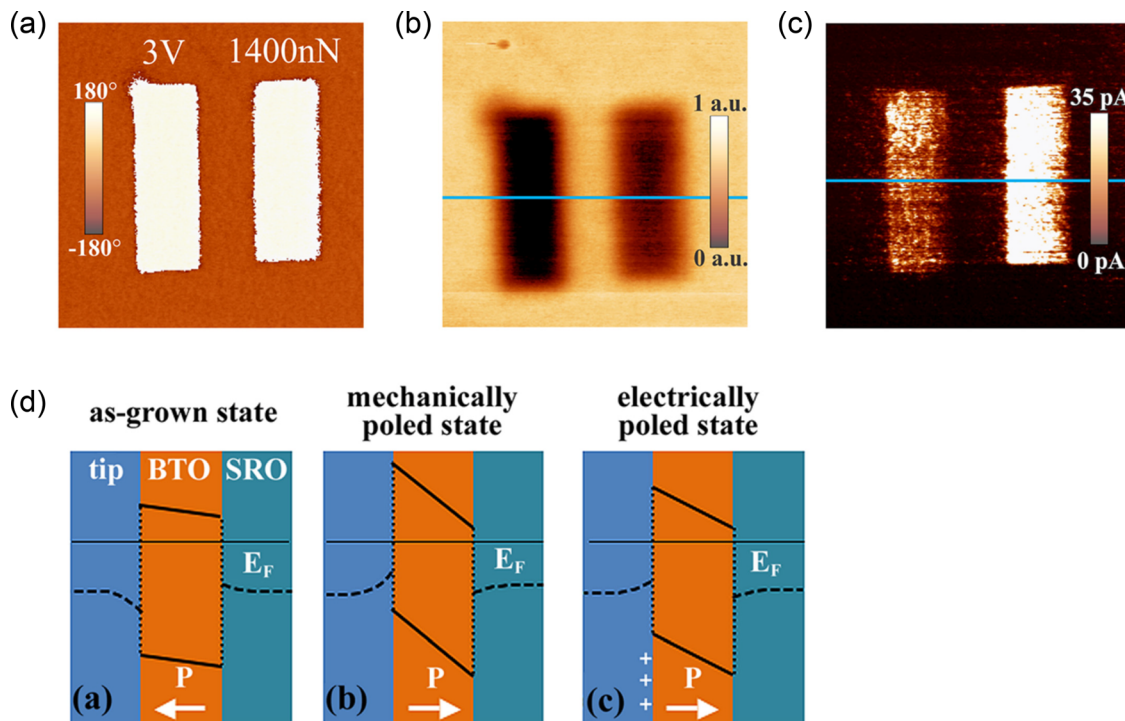 (a)
3V 1400nN
180°
-180°
(b)
1 a.u.
0 a.u.
(c)
35 pA
0 pA
(d)
as-grown state
tip BTO SRO
E_F
P
(a)
mechanically
poled state
E_F
P
(b)
electrically
poled state
E_F
+
+
+
P
(c)